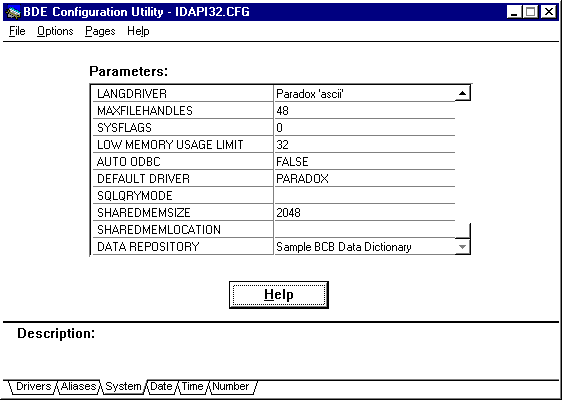 BDE Configuration Utility - IDAPI32.CFG
File Options Pages Help
Parameters:
LANGDRIVER Paradox 'ascii'
MAXFILEHANDLES 48
SYSFLAGS 0
LOW MEMORY USAGE LIMIT 32
AUTO ODBC FALSE
DEFAULT DRIVER PARADOX
SQLQRYMODE
SHAREDMEMSIZE 2048
SHAREDMEMLOCATION
DATA REPOSITORY Sample BCB Data Dictionary
Help
Description:
Drivers Aliases System Date Time Number